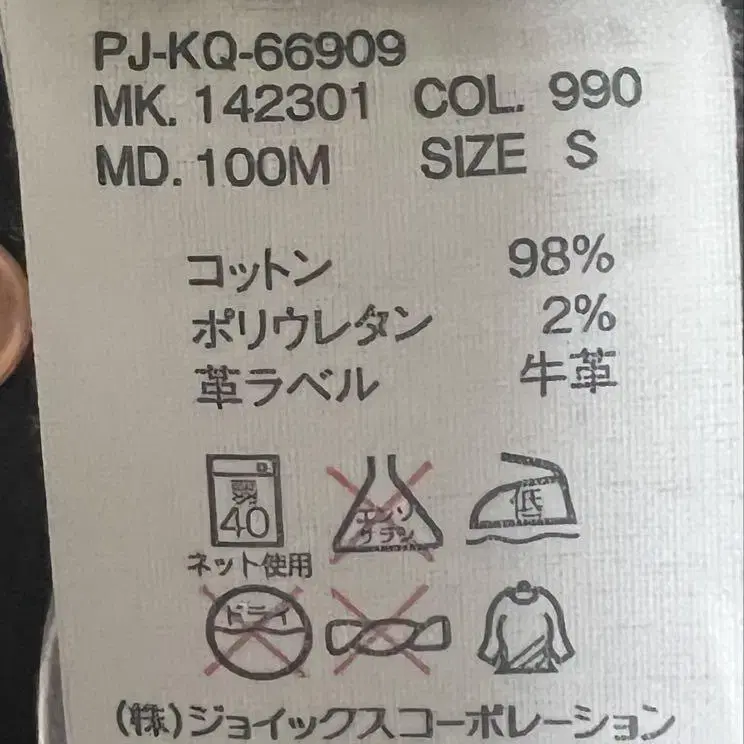 PJ-KQ-66909
MK. 142301 COL. 990
MD. 100M SIZE S
コットン 98%
ポリウレタン 2%
革ラベル 牛革
弱
40
エンソ
サラシ
低
ネット使用
ドライ
(株)ジョイックスコーポレーション